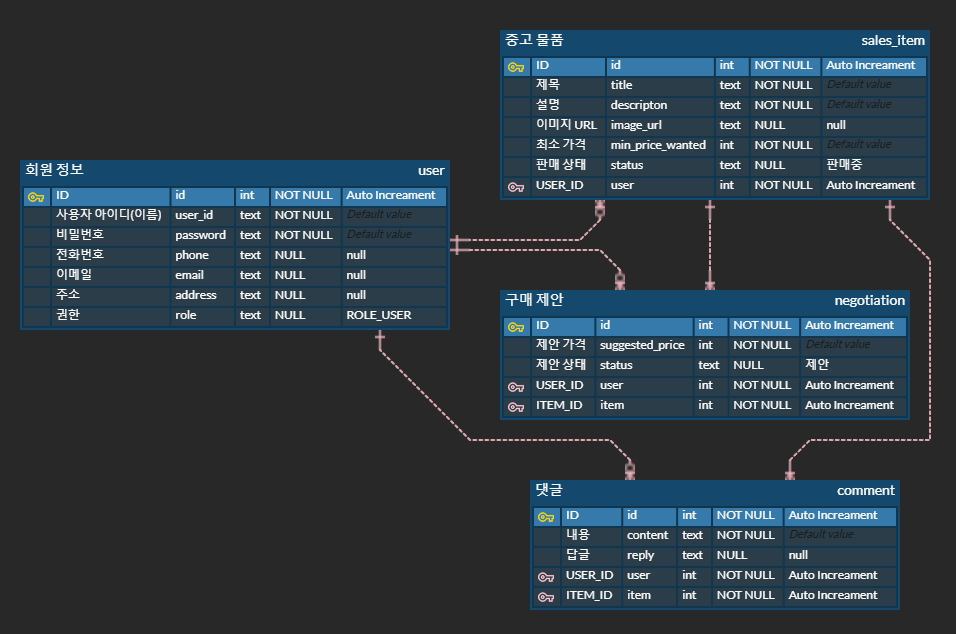 중고 물품 sales_item
ID id int NOT NULL Auto Increament
제목 title text NOT NULL Default value
설명 descripton text NOT NULL Default value
이미지 URL image_url text NULL null
최소 가격 min_price_wanted int NOT NULL Default value
판매 상태 status text NULL 판매중
USER_ID user int NOT NULL Auto Increament
회원 정보 user
ID id int NOT NULL Auto Increament
사용자 아이디(이름) user_id text NOT NULL Default value
비밀번호 password text NOT NULL Default value
전화번호 phone text NULL null
이메일 email text NULL null
주소 address text NULL null
권한 role text NULL ROLE_USER
구매 제안 negotiation
ID id int NOT NULL Auto Increament
제안 가격 suggested_price int NOT NULL Default value
제안 상태 status text NULL 제안
USER_ID user int NOT NULL Auto Increament
ITEM_ID item int NOT NULL Auto Increament
댓글 comment
ID id int NOT NULL Auto Increament
내용 content text NOT NULL Default value
답글 reply text NULL null
USER_ID user int NOT NULL Auto Increament
ITEM_ID item int NOT NULL Auto Increament